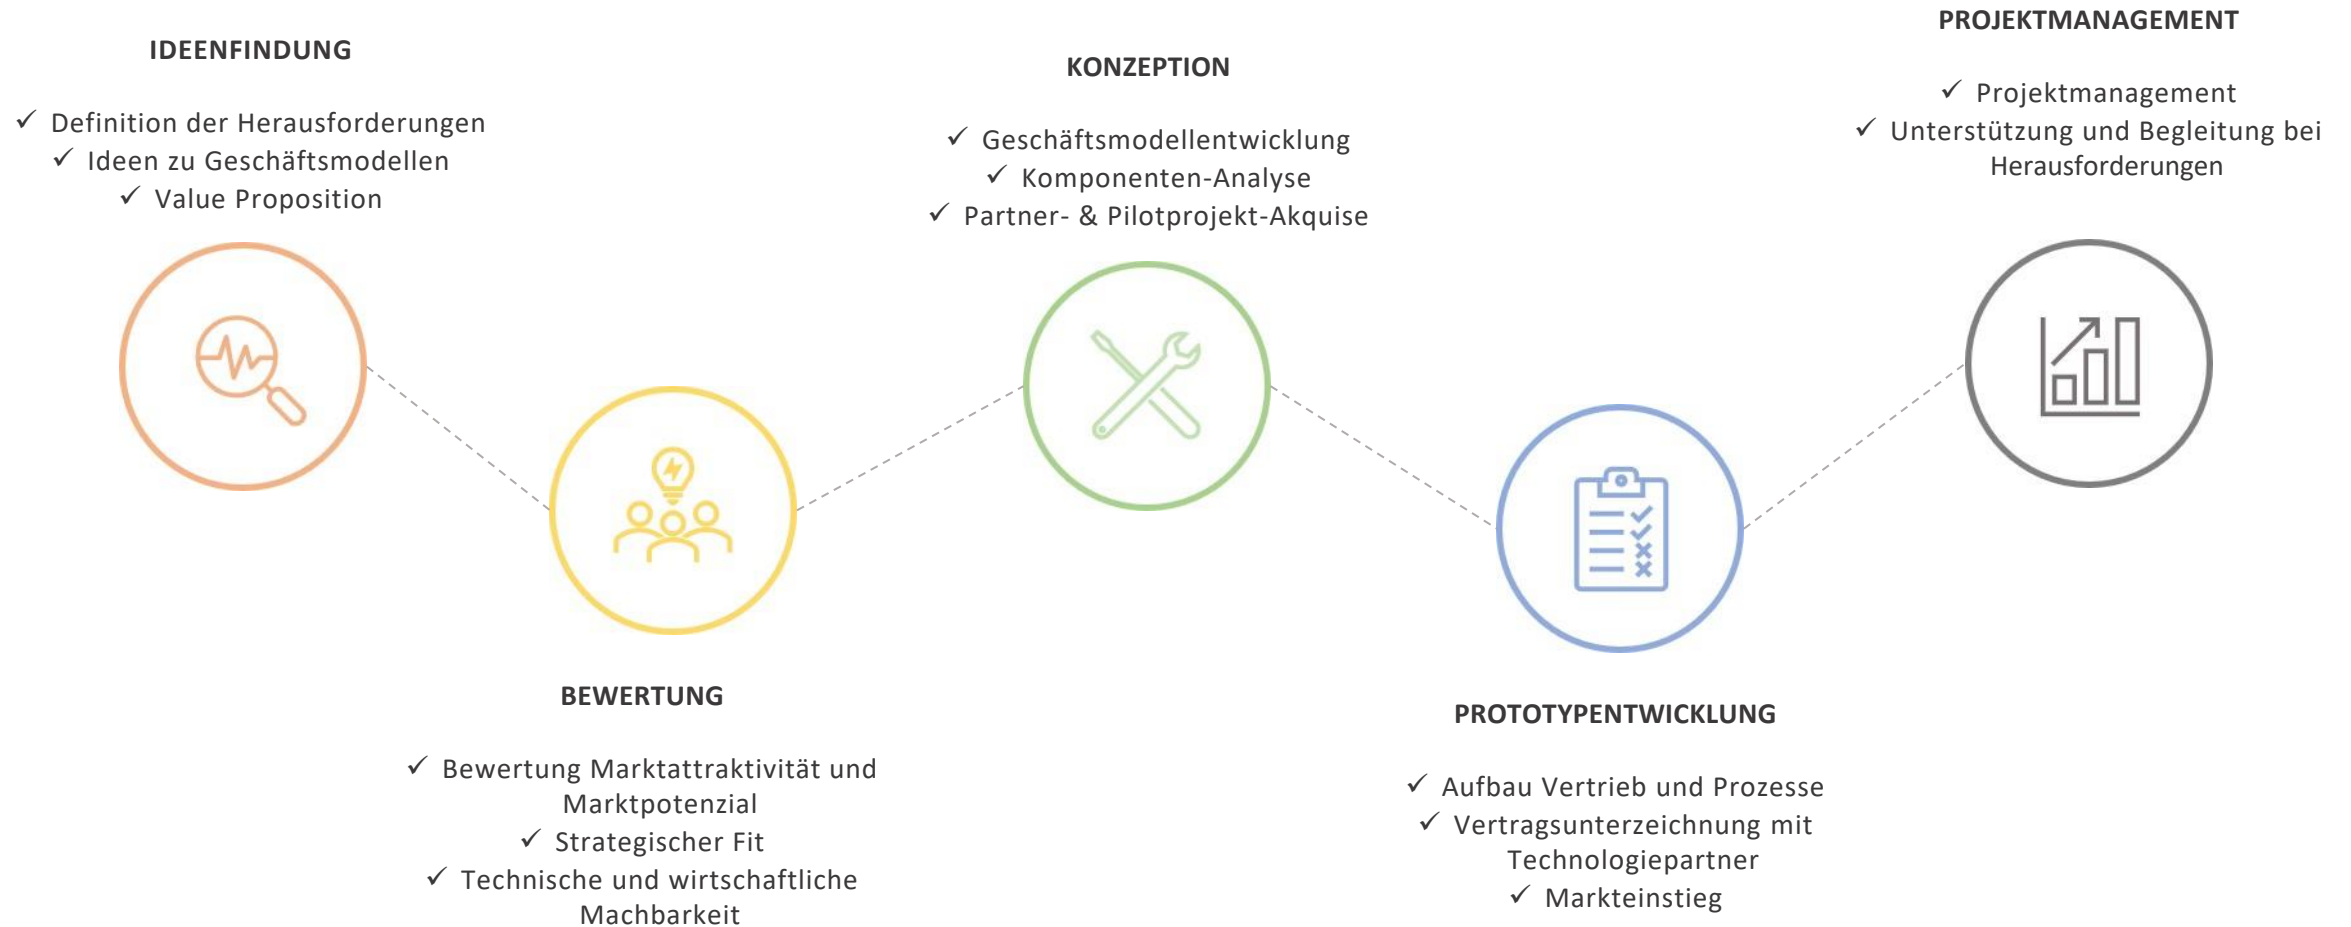 IDEENFINDUNG
✓ Definition der Herausforderungen
✓ Ideen zu Geschäftsmodellen
✓ Value Proposition
BEWERTUNG
✓ Bewertung Marktattraktivität und
Marktpotenzial
✓ Strategischer Fit
✓ Technische und wirtschaftliche
Machbarkeit
KONZEPTION
✓ Geschäftsmodellentwicklung
✓ Komponenten-Analyse
✓ Partner- & Pilotprojekt-Akquise
PROTOTYPENTWICKLUNG
✓ Aufbau Vertrieb und Prozesse
✓ Vertragsunterzeichnung mit
Technologiepartner
✓ Markteinstieg
PROJEKTMANAGEMENT
✓ Projektmanagement
✓ Unterstützung und Begleitung bei
Herausforderungen